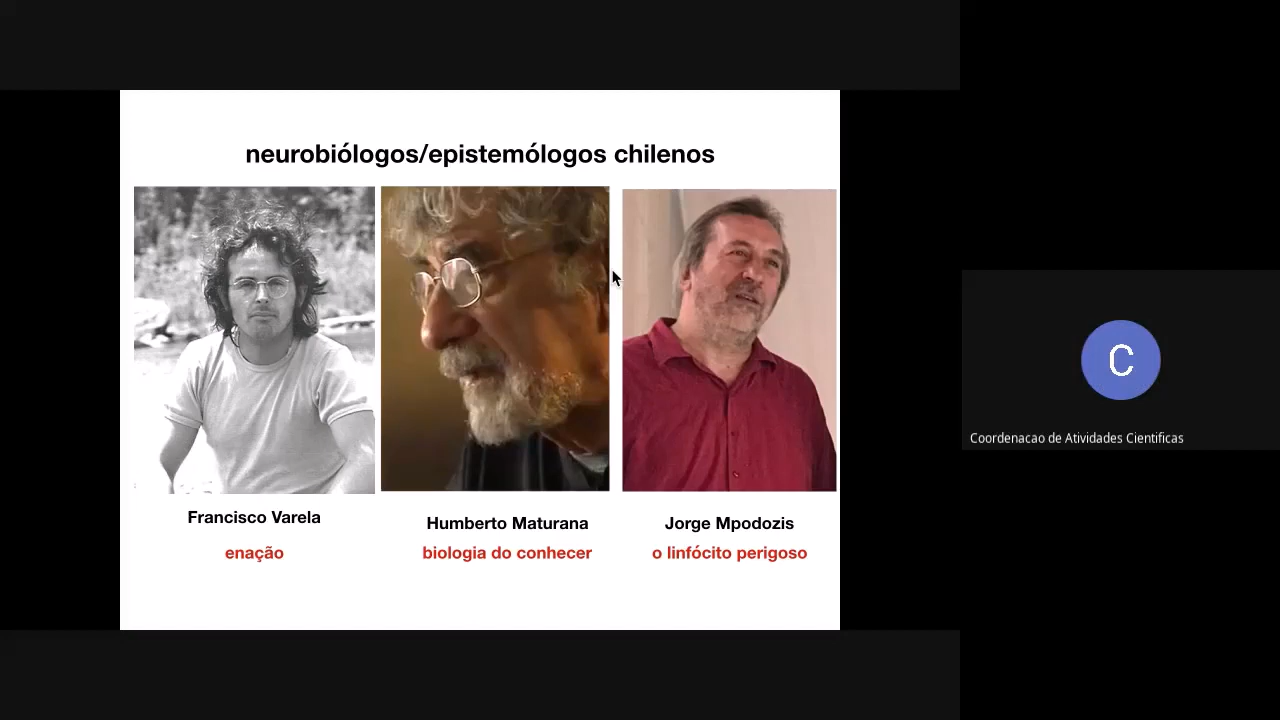 neurobiólogos/epistemólogos chilenos
Francisco Varela
Humberto Maturana
Jorge Mpodozis
enação
biologia do conhecer
o linfócito perigoso
C
Coordenacao de Atividades Cientificas